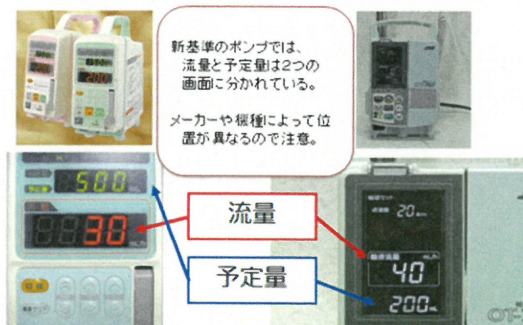 新基準のポンプでは、
流量と予定量は2つの
画面に分かれている。
メーカーや機種によって位
置が異なるので注意。
500
30
流量
予定量
20
40
200
OT-